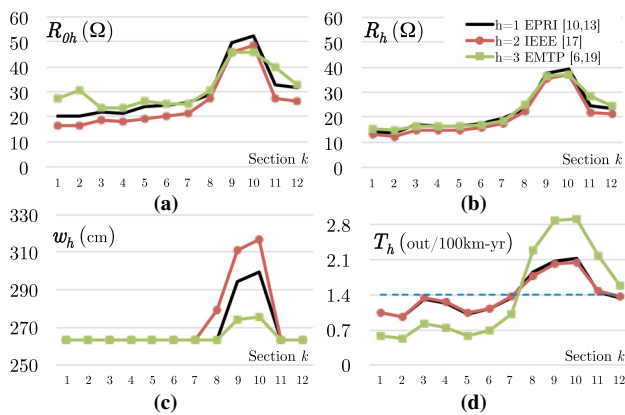 60
50
40
30
20
10
0
R0h (Ω)
Section k
1 2 3 4 5 6 7 8 9 10 11 12
(a)
60
50
40
30
20
10
0
Rh (Ω)
h=1 EPRI [10,13]
h=2 IEEE [17]
h=3 EMTP [6,19]
Section k
1 2 3 4 5 6 7 8 9 10 11 12
(b)
330
310
290
270
250
wh (cm)
Section k
1 2 3 4 5 6 7 8 9 10 11 12
(c)
2.8
2.1
1.4
0.7
0
Th (out/100km-yr)
Section k
1 2 3 4 5 6 7 8 9 10 11 12
(d)